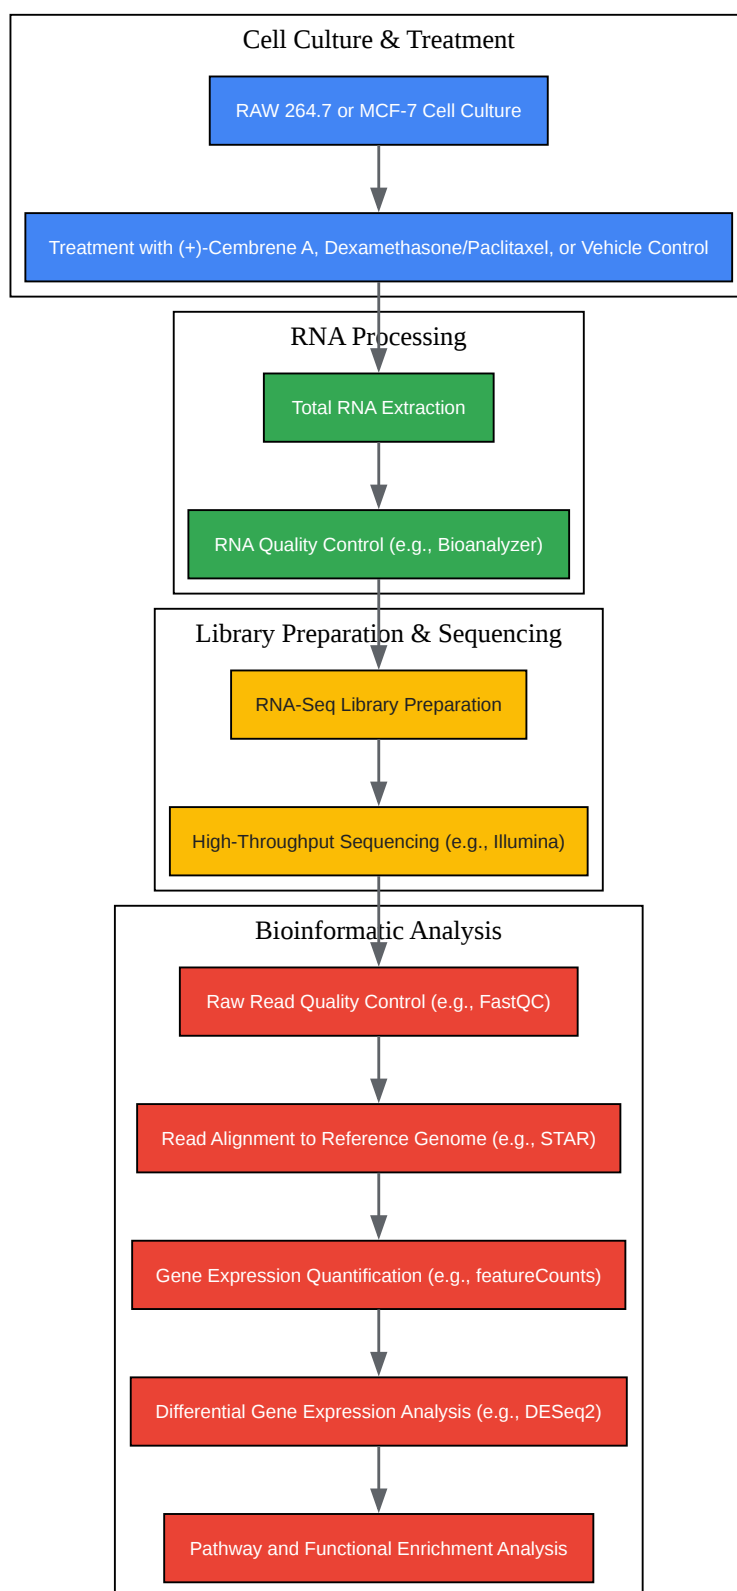 Cell Culture & Treatment
RAW 264.7 or MCF-7 Cell Culture
Treatment with (+)-Cembrene A, Dexamethasone/Paclitaxel, or Vehicle Control
RNA Processing
Total RNA Extraction
RNA Quality Control (e.g., Bioanalyzer)
Library Preparation & Sequencing
RNA-Seq Library Preparation
High-Throughput Sequencing (e.g., Illumina)
Bioinformatic Analysis
Raw Read Quality Control (e.g., FastQC)
Read Alignment to Reference Genome (e.g., STAR)
Gene Expression Quantification (e.g., featureCounts)
Differential Gene Expression Analysis (e.g., DESeq2)
Pathway and Functional Enrichment Analysis